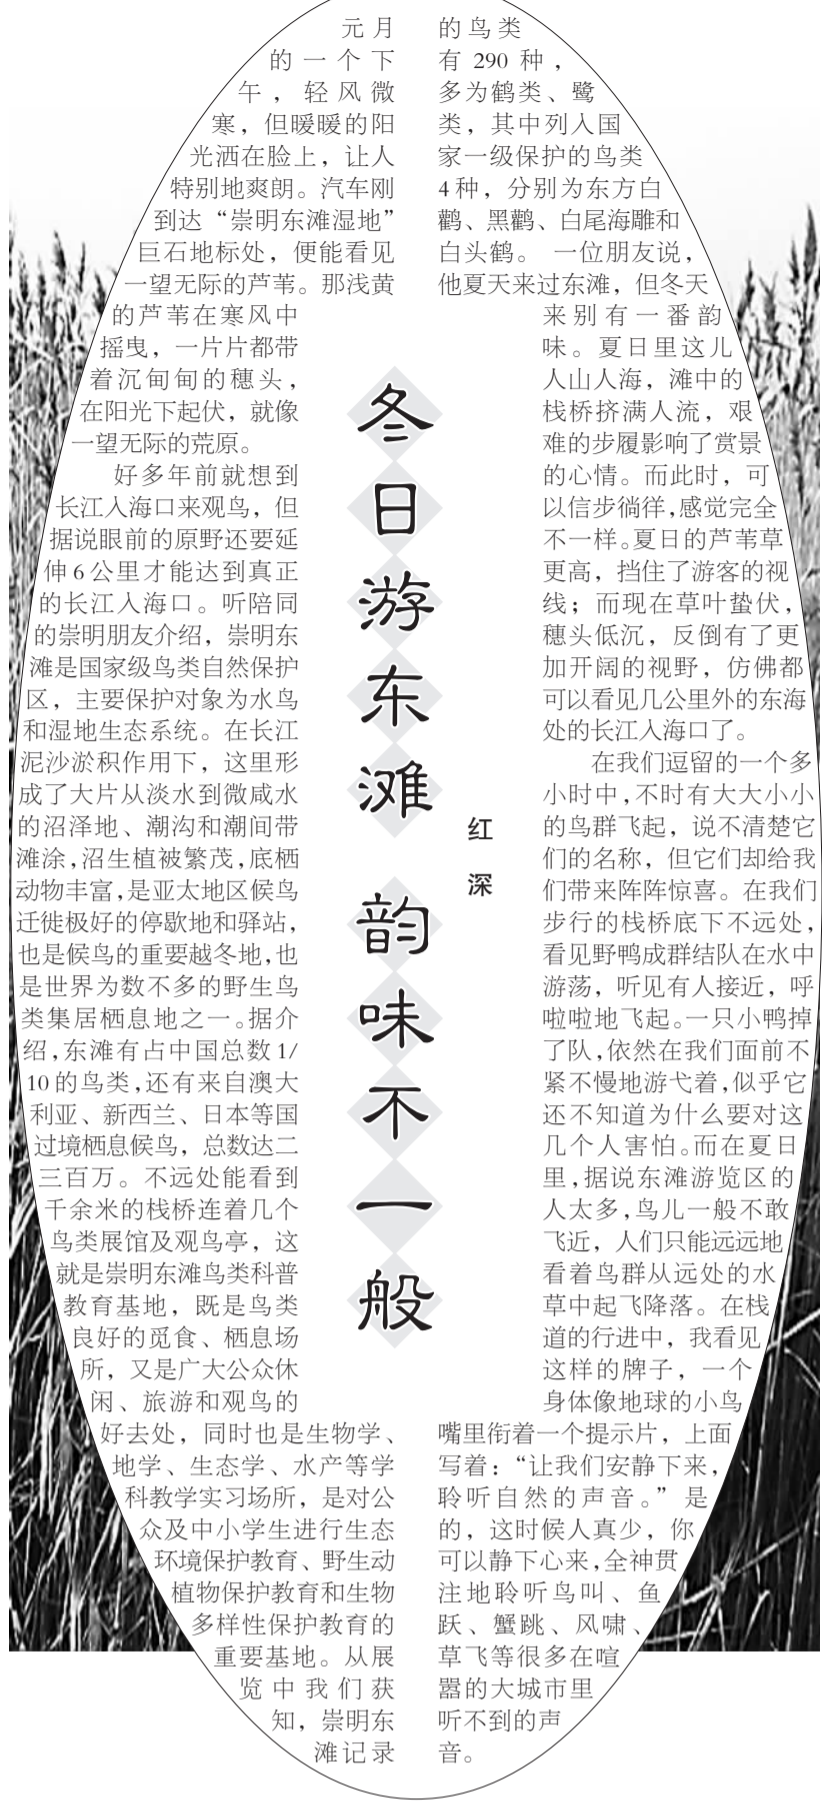 冬日游东滩 韵味不一般
红深
元月
的一个下
午，轻风微
寒，但暖暖的阳
光洒在脸上，让人
特别地爽朗。汽车刚
到达“崇明东滩湿地”
巨石地标处，便能看见
一望无际的芦苇。那浅黄
的芦苇在寒风中
摇曳，一片片都带
着沉甸甸的穗头，
在阳光下起伏，就像
一望无际的荒原。
好多年前就想到
长江入海口来观鸟，但
据说眼前的原野还要延
伸6公里才能达到真正
的长江入海口。听陪同
的崇明朋友介绍，崇明东
滩是国家级鸟类自然保护
区，主要保护对象为水鸟
和湿地生态系统。在长江
泥沙淤积作用下，这里形
成了大片从淡水到微咸水
的沼泽地、潮沟和潮间带
滩涂，沼生植被繁茂，底栖
动物丰富，是亚太地区候鸟
迁徙极好的停歇地和驿站，
也是候鸟的重要越冬地，也
是世界为数不多的野生鸟
类集居栖息地之一。据介
绍，东滩有占中国总数1/
10的鸟类，还有来自澳大
利亚、新西兰、日本等国
过境栖息候鸟，总数达二
三百万。不远处能看到
千余米的栈桥连着几个
鸟类展馆及观鸟亭，这
就是崇明东滩鸟类科普
教育基地，既是鸟类
良好的觅食、栖息场
所，又是广大公众休
闲、旅游和观鸟的
好去处，同时也是生物学、
地学、生态学、水产等学
科教学实习场所，是对公
众及中小学生进行生态
环境保护教育、野生动
植物保护教育和生物
多样性保护教育的
重要基地。从展
览中我们获
知，崇明东
滩记录
的鸟类
有290种，
多为鹤类、鹭
类，其中列入国
家一级保护的鸟类
4种，分别为东方白
鹳、黑鹳、白尾海雕和
白头鹤。 一位朋友说，
他夏天来过东滩，但冬天
来别有一番韵
味。夏日里这儿
人山人海，滩中的
栈桥挤满人流，艰
难的步履影响了赏景
的心情。而此时，可
以信步徜徉，感觉完全
不一样。夏日的芦苇草
更高，挡住了游客的视
线；而现在草叶蛰伏，
穗头低沉，反倒有了更
加开阔的视野，仿佛都
可以看见几公里外的东海
处的长江入海口了。
在我们逗留的一个多
小时中，不时有大大小小
的鸟群飞起，说不清楚它
们的名称，但它们却给我
们带来阵阵惊喜。在我们
步行的栈桥底下不远处，
看见野鸭成群结队在水中
游荡，听见有人接近，呼
啦啦地飞起。一只小鸭掉
了队，依然在我们面前不
紧不慢地游弋着，似乎它
还不知道为什么要对这
几个人害怕。而在夏日
里，据说东滩游览区的
人太多，鸟儿一般不敢
飞近，人们只能远远地
看着鸟群从远处的水
草中起飞降落。在栈
道的行进中，我看见
这样的牌子，一个
身体像地球的小鸟
嘴里衔着一个提示片，上面
写着：“让我们安静下来，
聆听自然的声音。”是
的，这时候人真少，你
可以静下心来，全神贯
注地聆听鸟叫、鱼
跃、蟹跳、风啸、
草飞等很多在喧
嚣的大城市里
听不到的声
音。